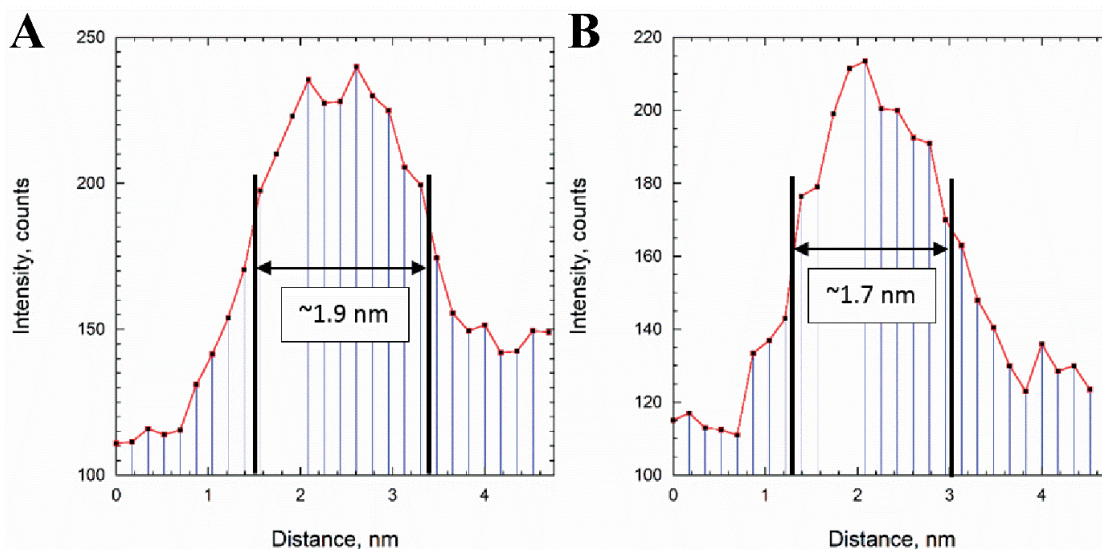 A
250
200
150
100
Intensity, counts
~1.9 nm
0 1 2 3 4
Distance, nm
B
220
200
180
160
140
120
100
Intensity, counts
~1.7 nm
0 1 2 3 4
Distance, nm